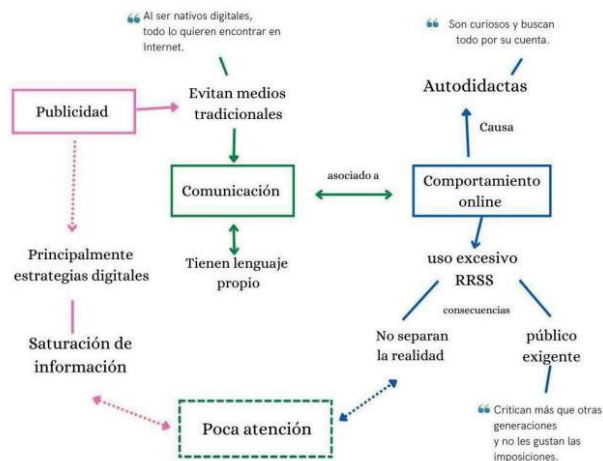 ❝ Al ser nativos digitales,
todo lo quieren encontrar en
Internet.
❝ Son curiosos y buscan
todo por su cuenta.
Publicidad
Evitan medios
tradicionales
Autodidactas
Causa
Comunicación
asociado a
Comportamiento
online
Principalmente
estrategias digitales
Tienen lenguaje
propio
uso excesivo
RRSS
consecuencias
Saturación de
información
No separan
la realidad
público
exigente
Poca atención
❝ Critican más que otras
generaciones
y no les gustan las
imposiciones.